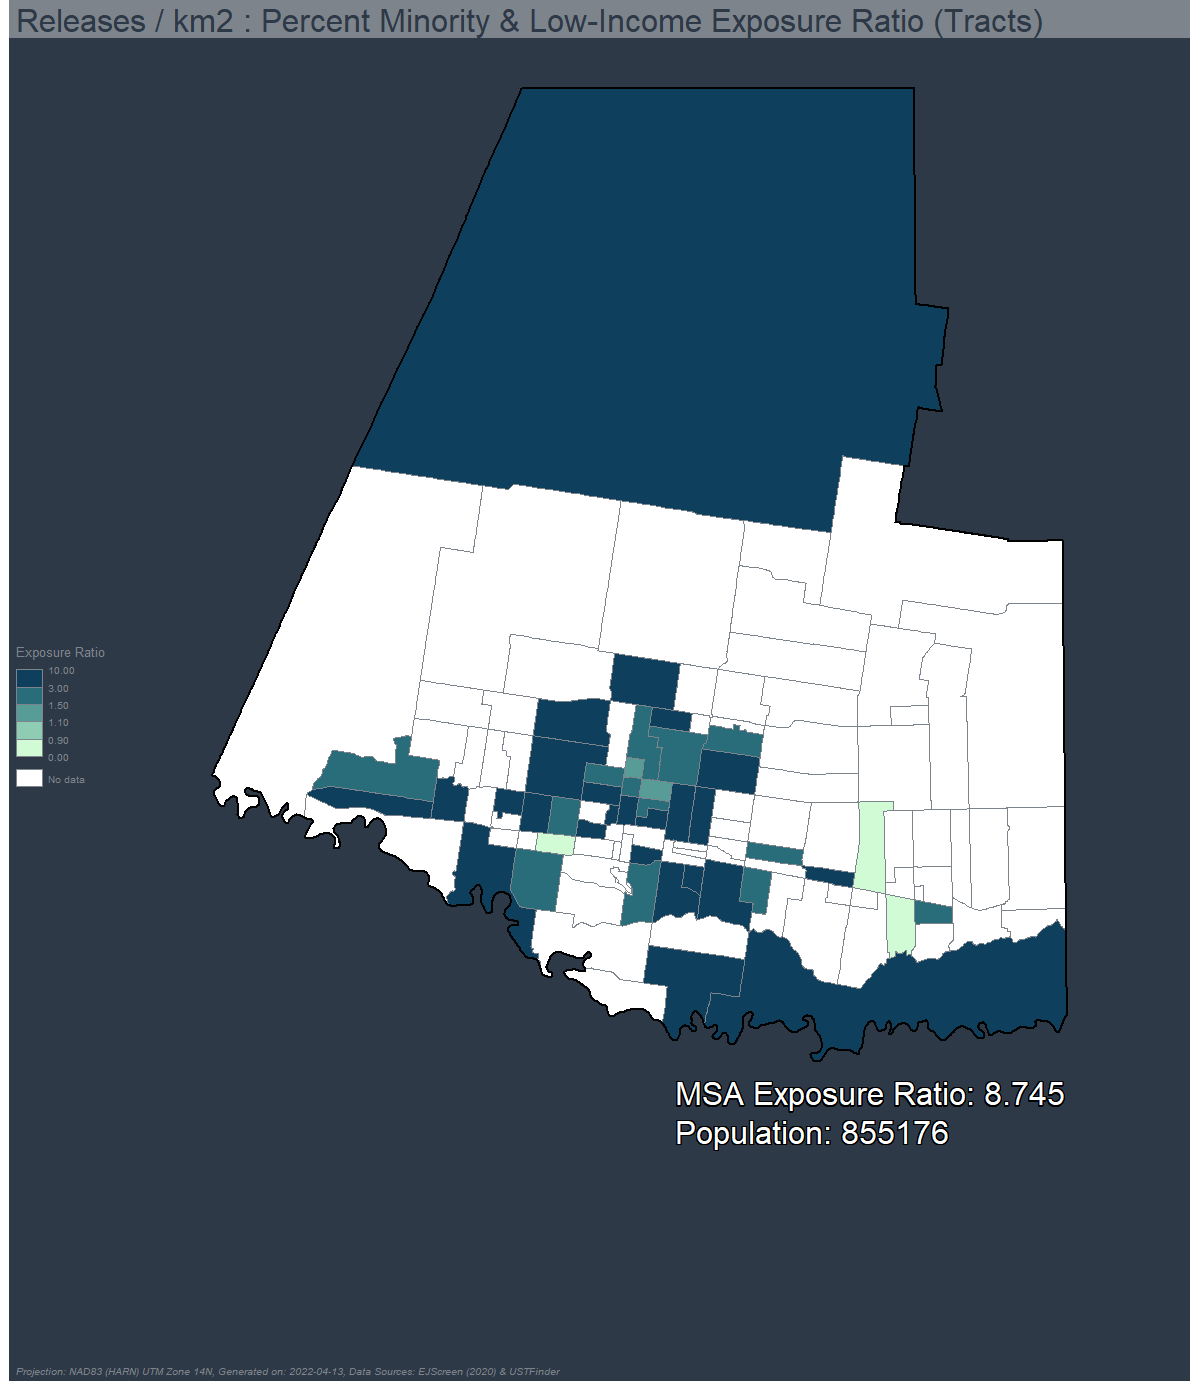 Releases / km2 : Percent Minority & Low-Income Exposure Ratio (Tracts)
Exposure Ratio
10.00
3.00
1.50
1.10
0.90
0.00
No data
MSA Exposure Ratio: 8.745
Population: 855176
Projection: NAD83 (HARN) UTM Zone 14N, Generated on: 2022-04-13, Data Sources: EJScreen (2020) & USTFinder